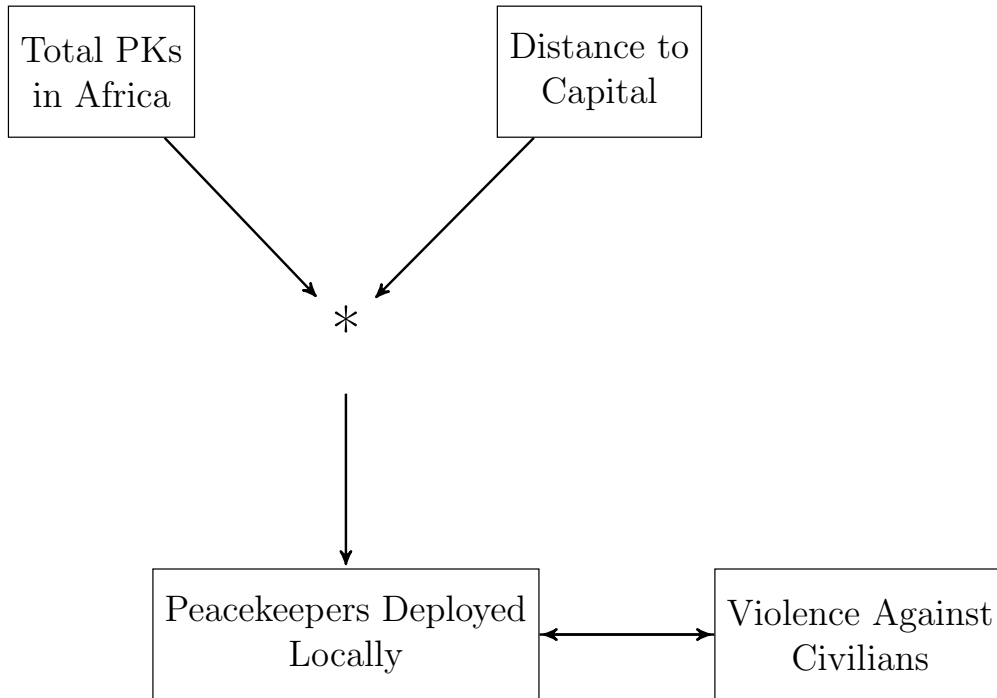 Total PKs
in Africa
Distance to
Capital
*
Peacekeepers Deployed
Locally
Violence Against
Civilians